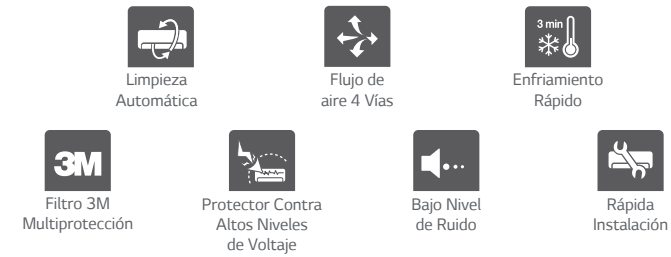 3 min
Limpieza
Automática
Flujo de
aire 4 Vías
Enfriamiento
Rápido
3M
Filtro 3M
Multiprotección
Protector Contra
Altos Niveles
de Voltaje
Bajo Nivel
de Ruido
Rápida
Instalación